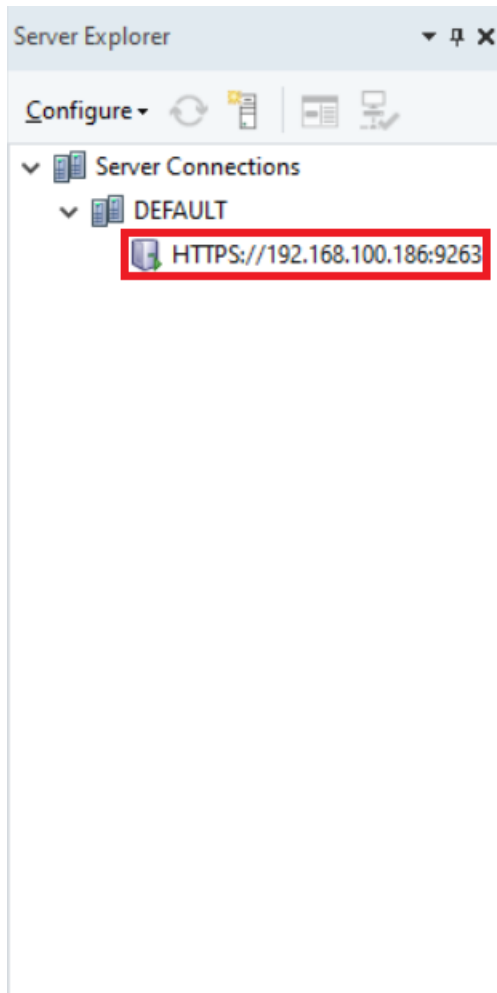 Server Explorer
Configure
Server Connections
DEFAULT
HTTPS://192.168.100.186:9263